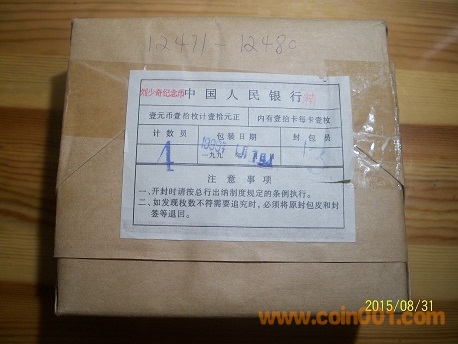 12471-12480
刘少奇纪念币 中国人民银行
壹元币壹拾枚计壹拾元正 内有壹拾卡每卡壹枚
计数员 包装日期 封包员
一九九
注意事项
一、开封时请按总行出纳制度规定的条例执行。
二、如发现枚数不符需要追究时，必须将原封包皮和封
签等退回。
2015/08/31
www.coin001.com